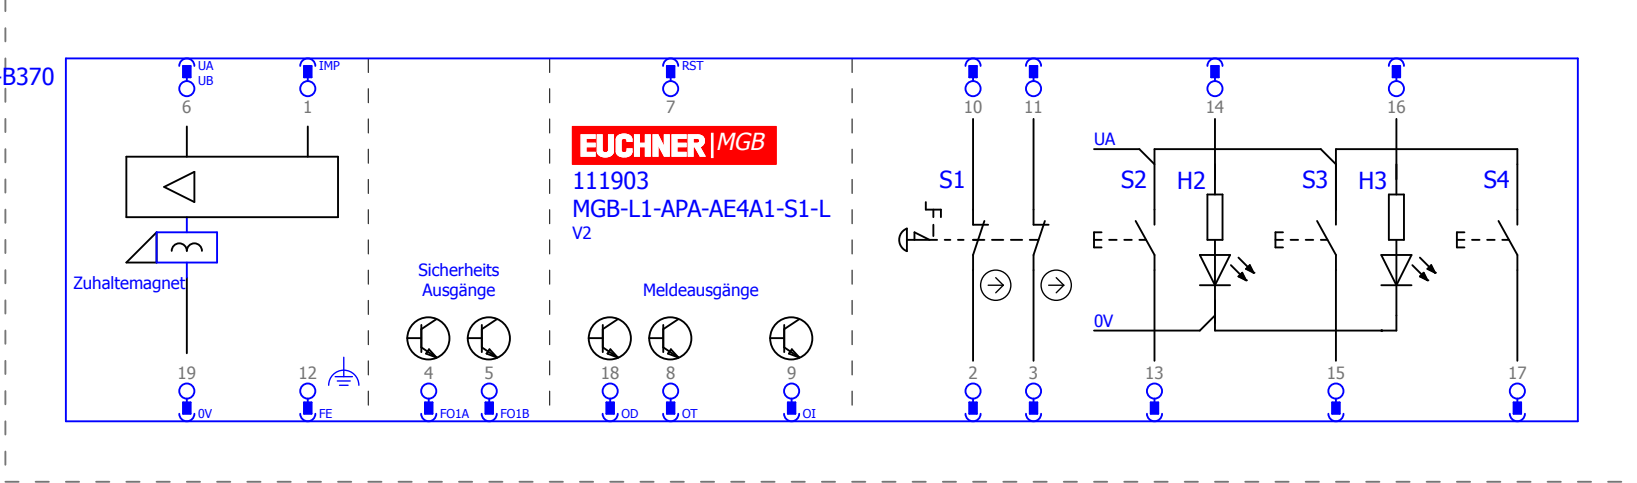 -B370
UA
UB
IMP
RST
6
1
7
10
11
14
16
EUCHNER|MGB
111903
MGB-L1-APA-AE4A1-S1-L
V2
UA
S1
S2
H2
S3
H3
S4
Zuhaltemagnet
Sicherheits
Ausgänge
Meldeausgänge
0V
19
12
4
5
18
8
9
2
3
13
15
17
0V
FE
FO1A
FO1B
OD
OT
OI